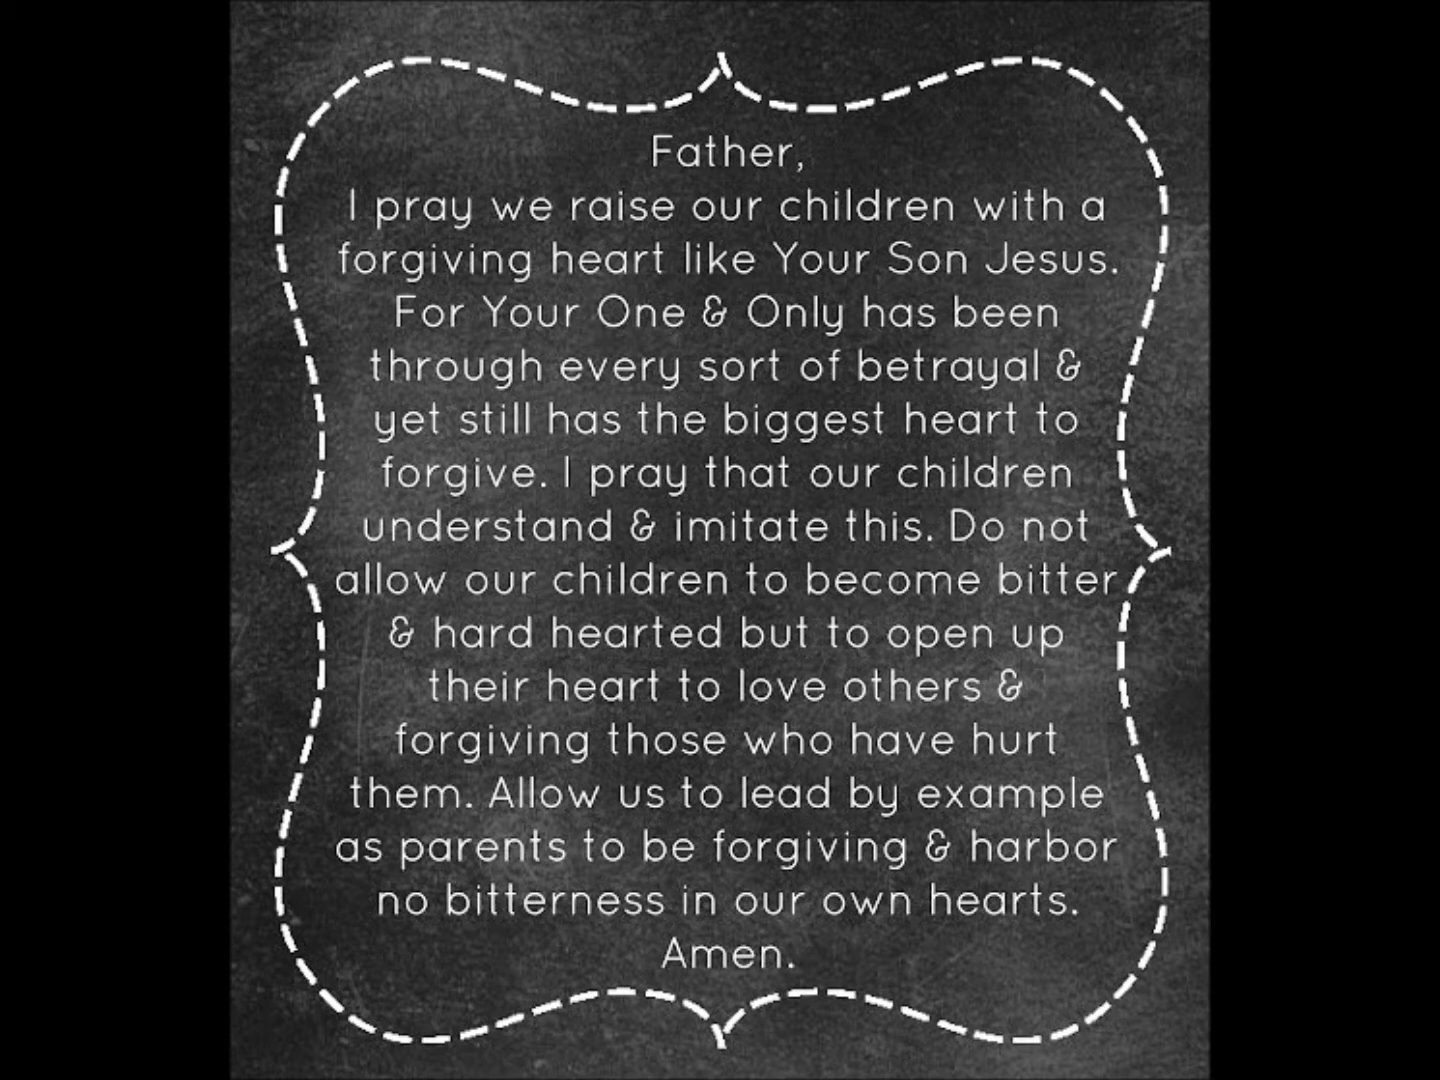 Father,
I pray we raise our children with a
forgiving heart like Your Son Jesus.
For Your One & Only has been
through every sort of betrayal &
yet still has the biggest heart to
forgive. I pray that our children
understand & imitate this. Do not
allow our children to become bitter
& hard hearted but to open up
their heart to love others &
forgiving those who have hurt
them. Allow us to lead by example
as parents to be forgiving & harbor
no bitterness in our own hearts.
Amen.